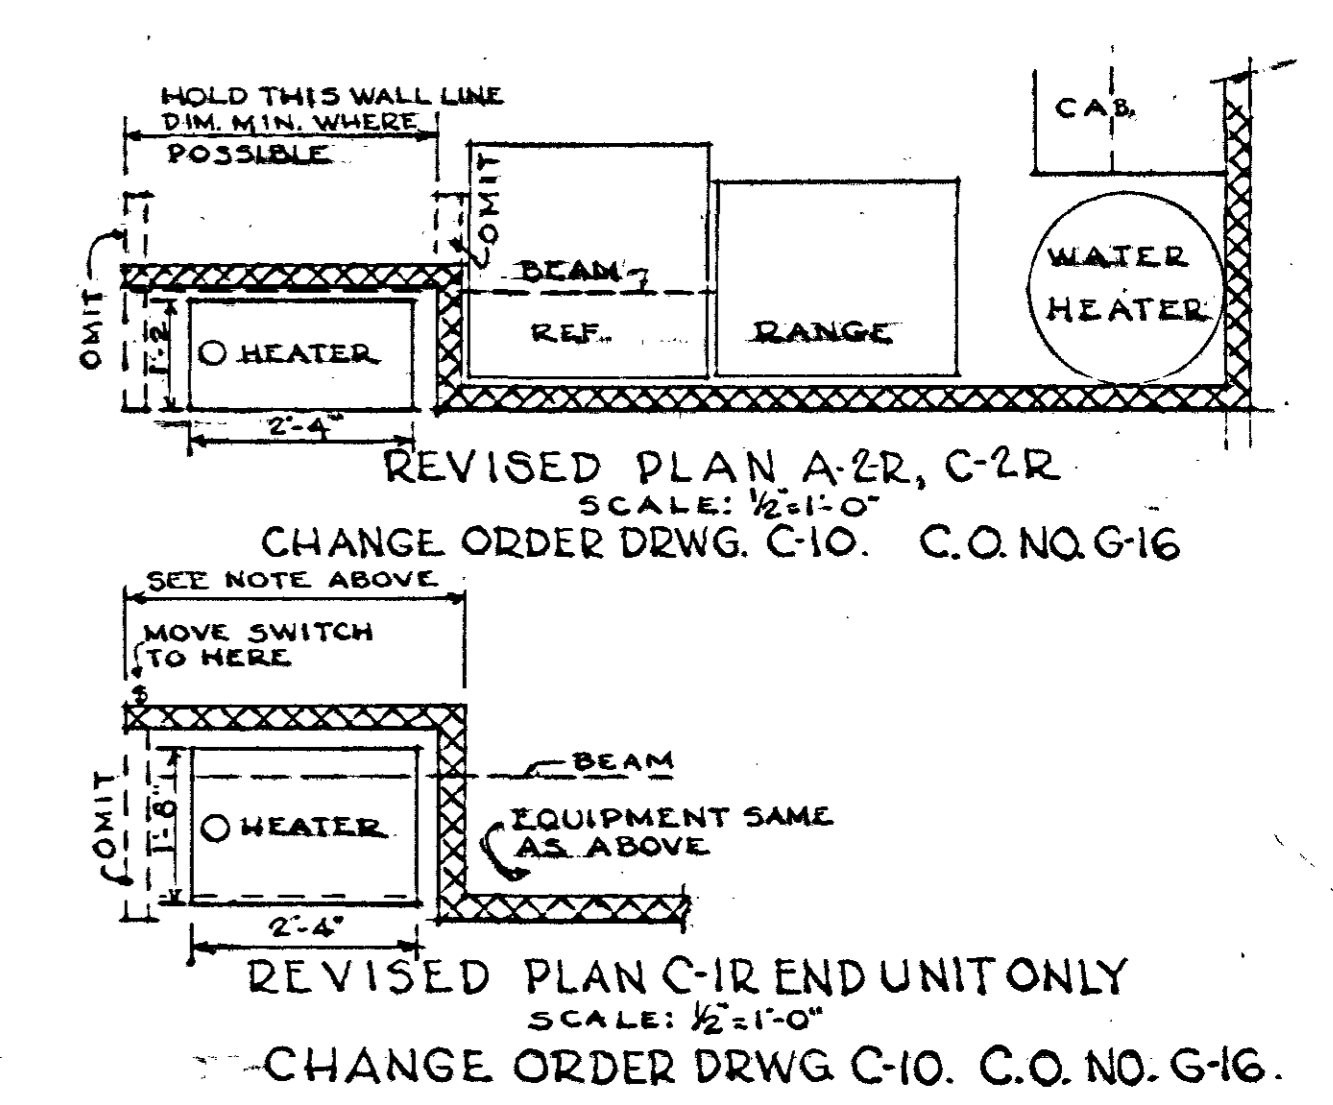 HOLD THIS WALL LINE
DIM. MIN. WHERE
POSSIBLE
CAB.
OMIT
OMIT
BEAM
WATER
HEATER
REF.
RANGE
1'-2
HEATER
2'-4"
REVISED PLAN A-2-R, C-2R
SCALE: 1/2"=1'-0"
CHANGE ORDER DRWG. C-10. C.O. NO. G-16
SEE NOTE ABOVE
MOVE SWITCH
TO HERE
$
BEAM
OMIT
1'-8"
HEATER
EQUIPMENT SAME
AS ABOVE
2'-4"
REVISED PLAN C-1R END UNIT ONLY
SCALE: 1/2"=1'-0"
CHANGE ORDER DRWG C-10. C.O. NO. G-16.